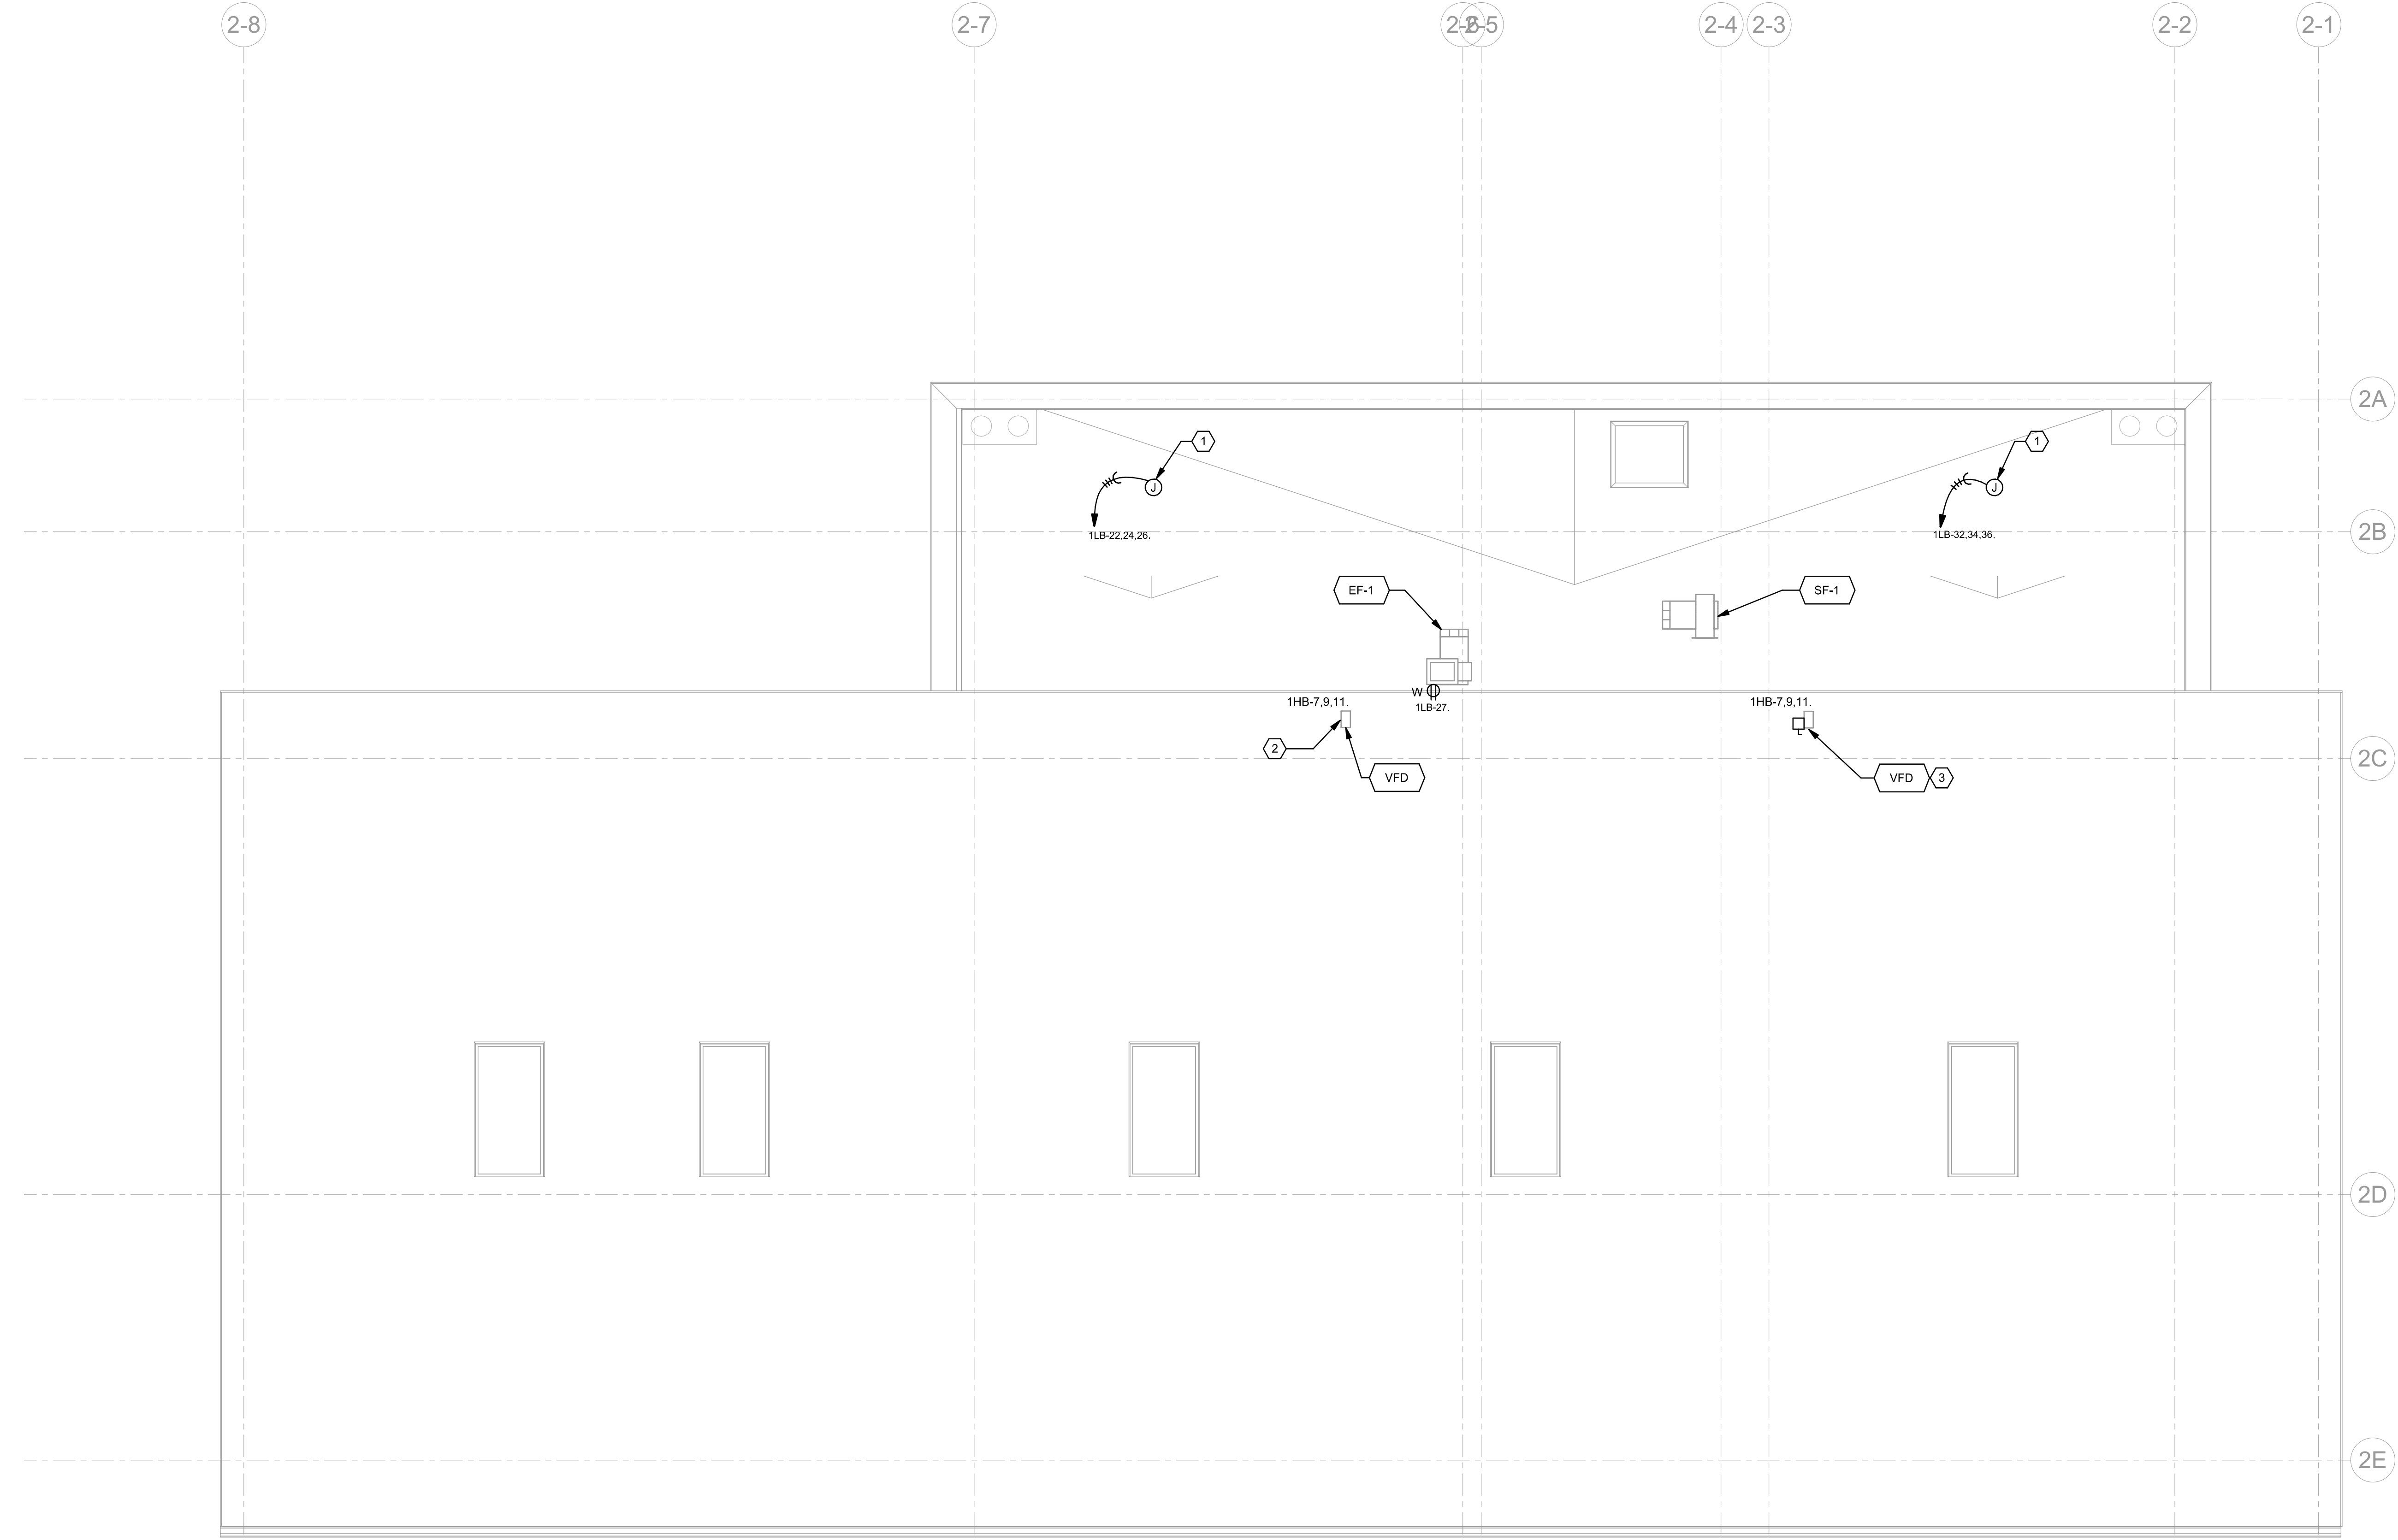 2-8
2-7
2-6
2-5
2-4
2-3
2-2
2-1
2A
1
1
J
J
1LB-22,24,26.
1LB-32,34,36.
2B
EF-1
SF-1
W
1HB-7,9,11.
1LB-27.
1HB-7,9,11.
2
2C
VFD
VFD
3
2D
2E